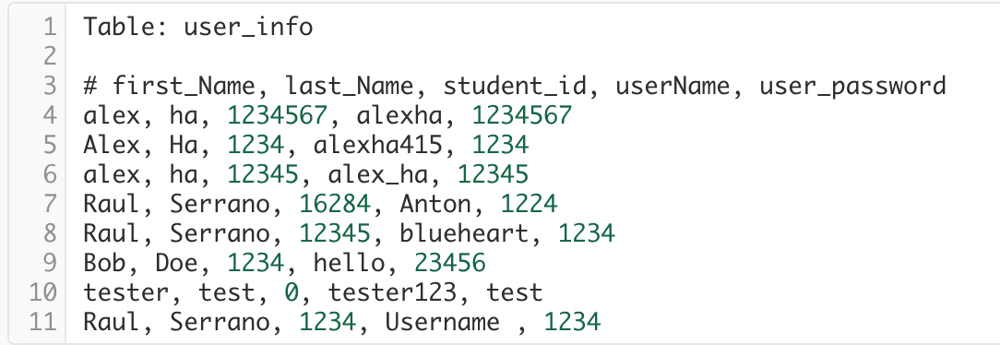 1 Table: user_info
2
3 # first_Name, last_Name, student_id, userName, user_password
4 alex, ha, 1234567, alexha, 1234567
5 Alex, Ha, 1234, alexha415, 1234
6 alex, ha, 12345, alex_ha, 12345
7 Raul, Serrano, 16284, Anton, 1224
8 Raul, Serrano, 12345, blueheart, 1234
9 Bob, Doe, 1234, hello, 23456
10 tester, test, 0, tester123, test
11 Raul, Serrano, 1234, Username , 1234